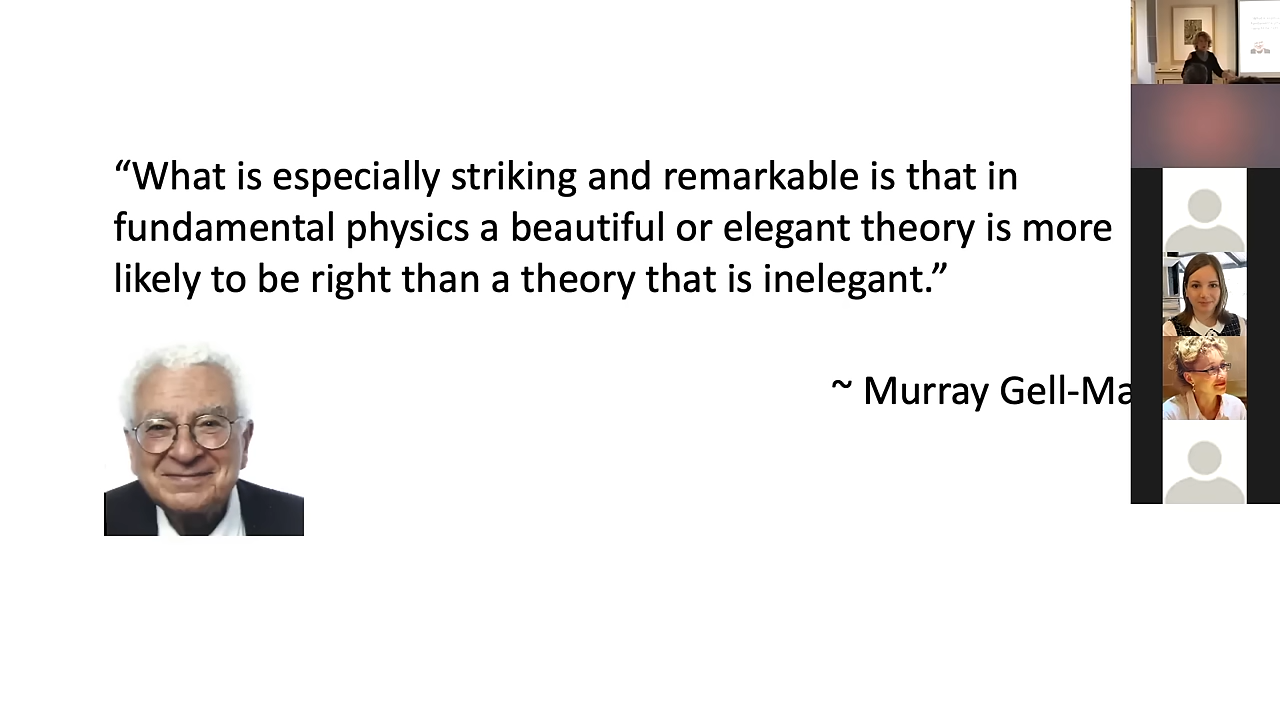 “What is especially striking and remarkable is that in
fundamental physics a beautiful or elegant theory is more
likely to be right than a theory that is inelegant.”
~ Murray Gell-Ma